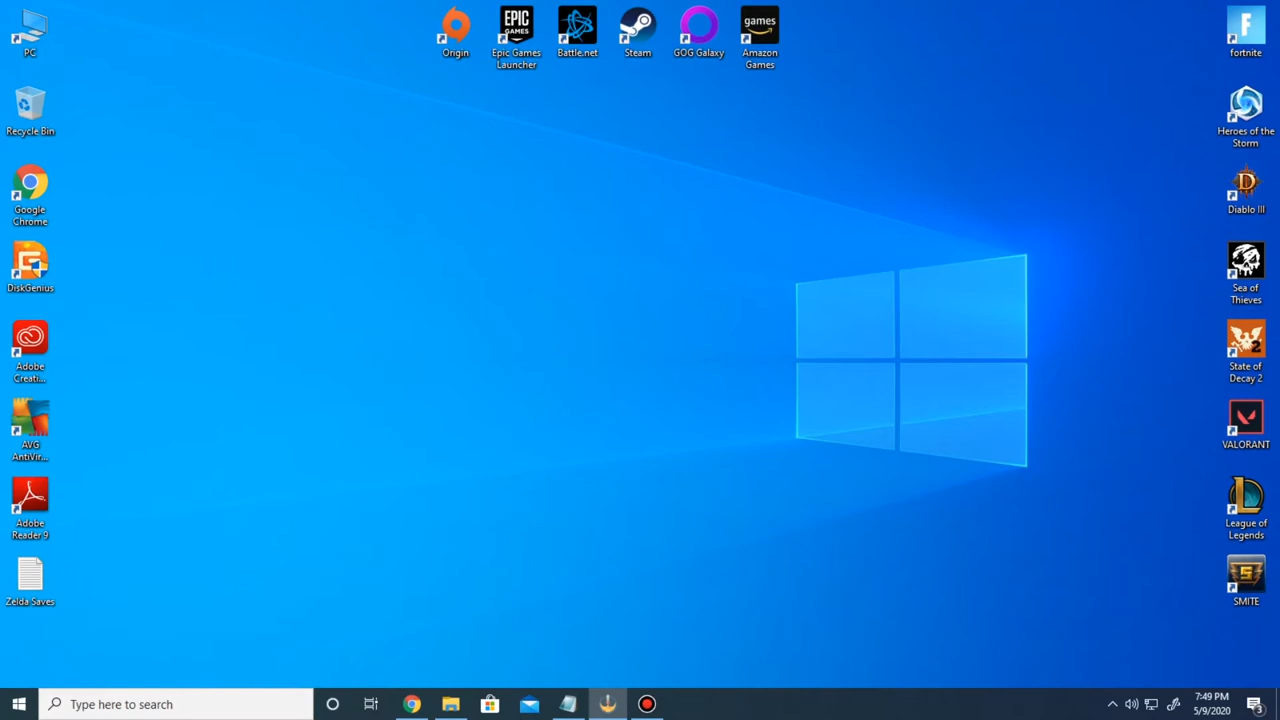 PC
Recycle Bin
Google
Chrome
DiskGenius
Adobe
Creati...
AVG
AntiVir...
Adobe
Reader 9
Zelda Saves
Origin
EPIC
GAMES
Epic Games
Launcher
Battle.net
Steam
GOG Galaxy
games
Amazon
Games
F
fortnite
Heroes of the
Storm
D
Diablo III
Sea of
Thieves
2
State of
Decay 2
VALORANT
L
League of
Legends
S
SMITE
Type here to search
7:49 PM
5/9/2020
3